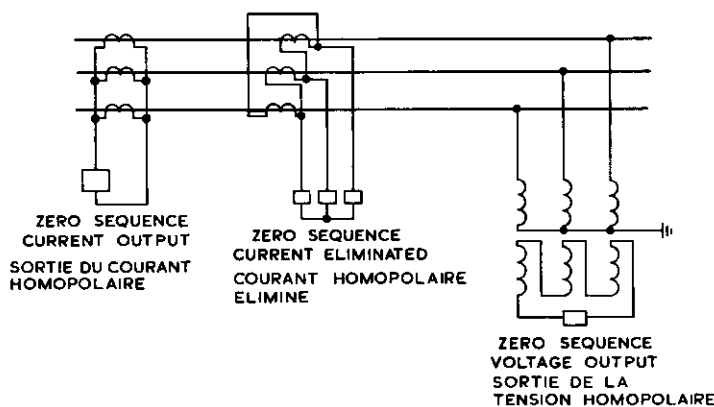 ZERO SEQUENCE
CURRENT OUTPUT
SORTIE DU COURANT
HOMOPOLAIRE
ZERO SEQUENCE
CURRENT ELIMINATED
COURANT HOMOPOLAIRE
ELIMINE
ZERO SEQUENCE
VOLTAGE OUTPUT
SORTIE DE LA
TENSION HOMOPOLAIRE